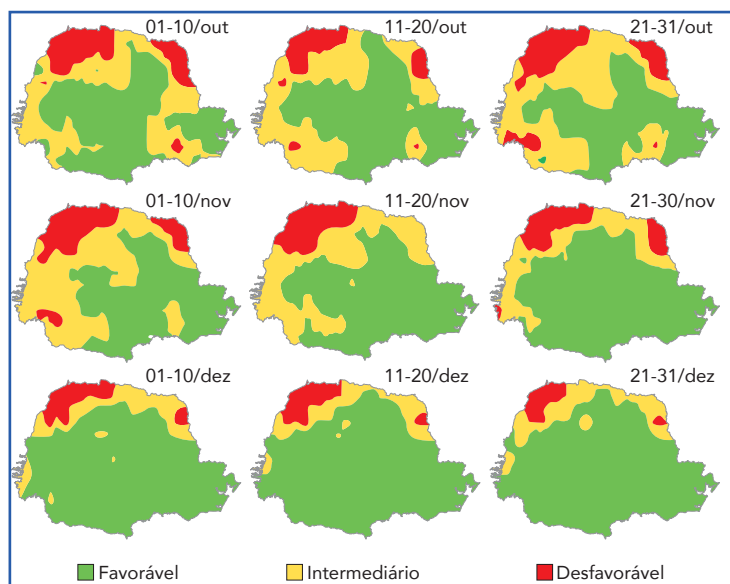 01-10/out
11-20/out
21-31/out
01-10/nov
11-20/nov
21-30/nov
01-10/dez
11-20/dez
21-31/dez
Favorável
Intermediário
Desfavorável